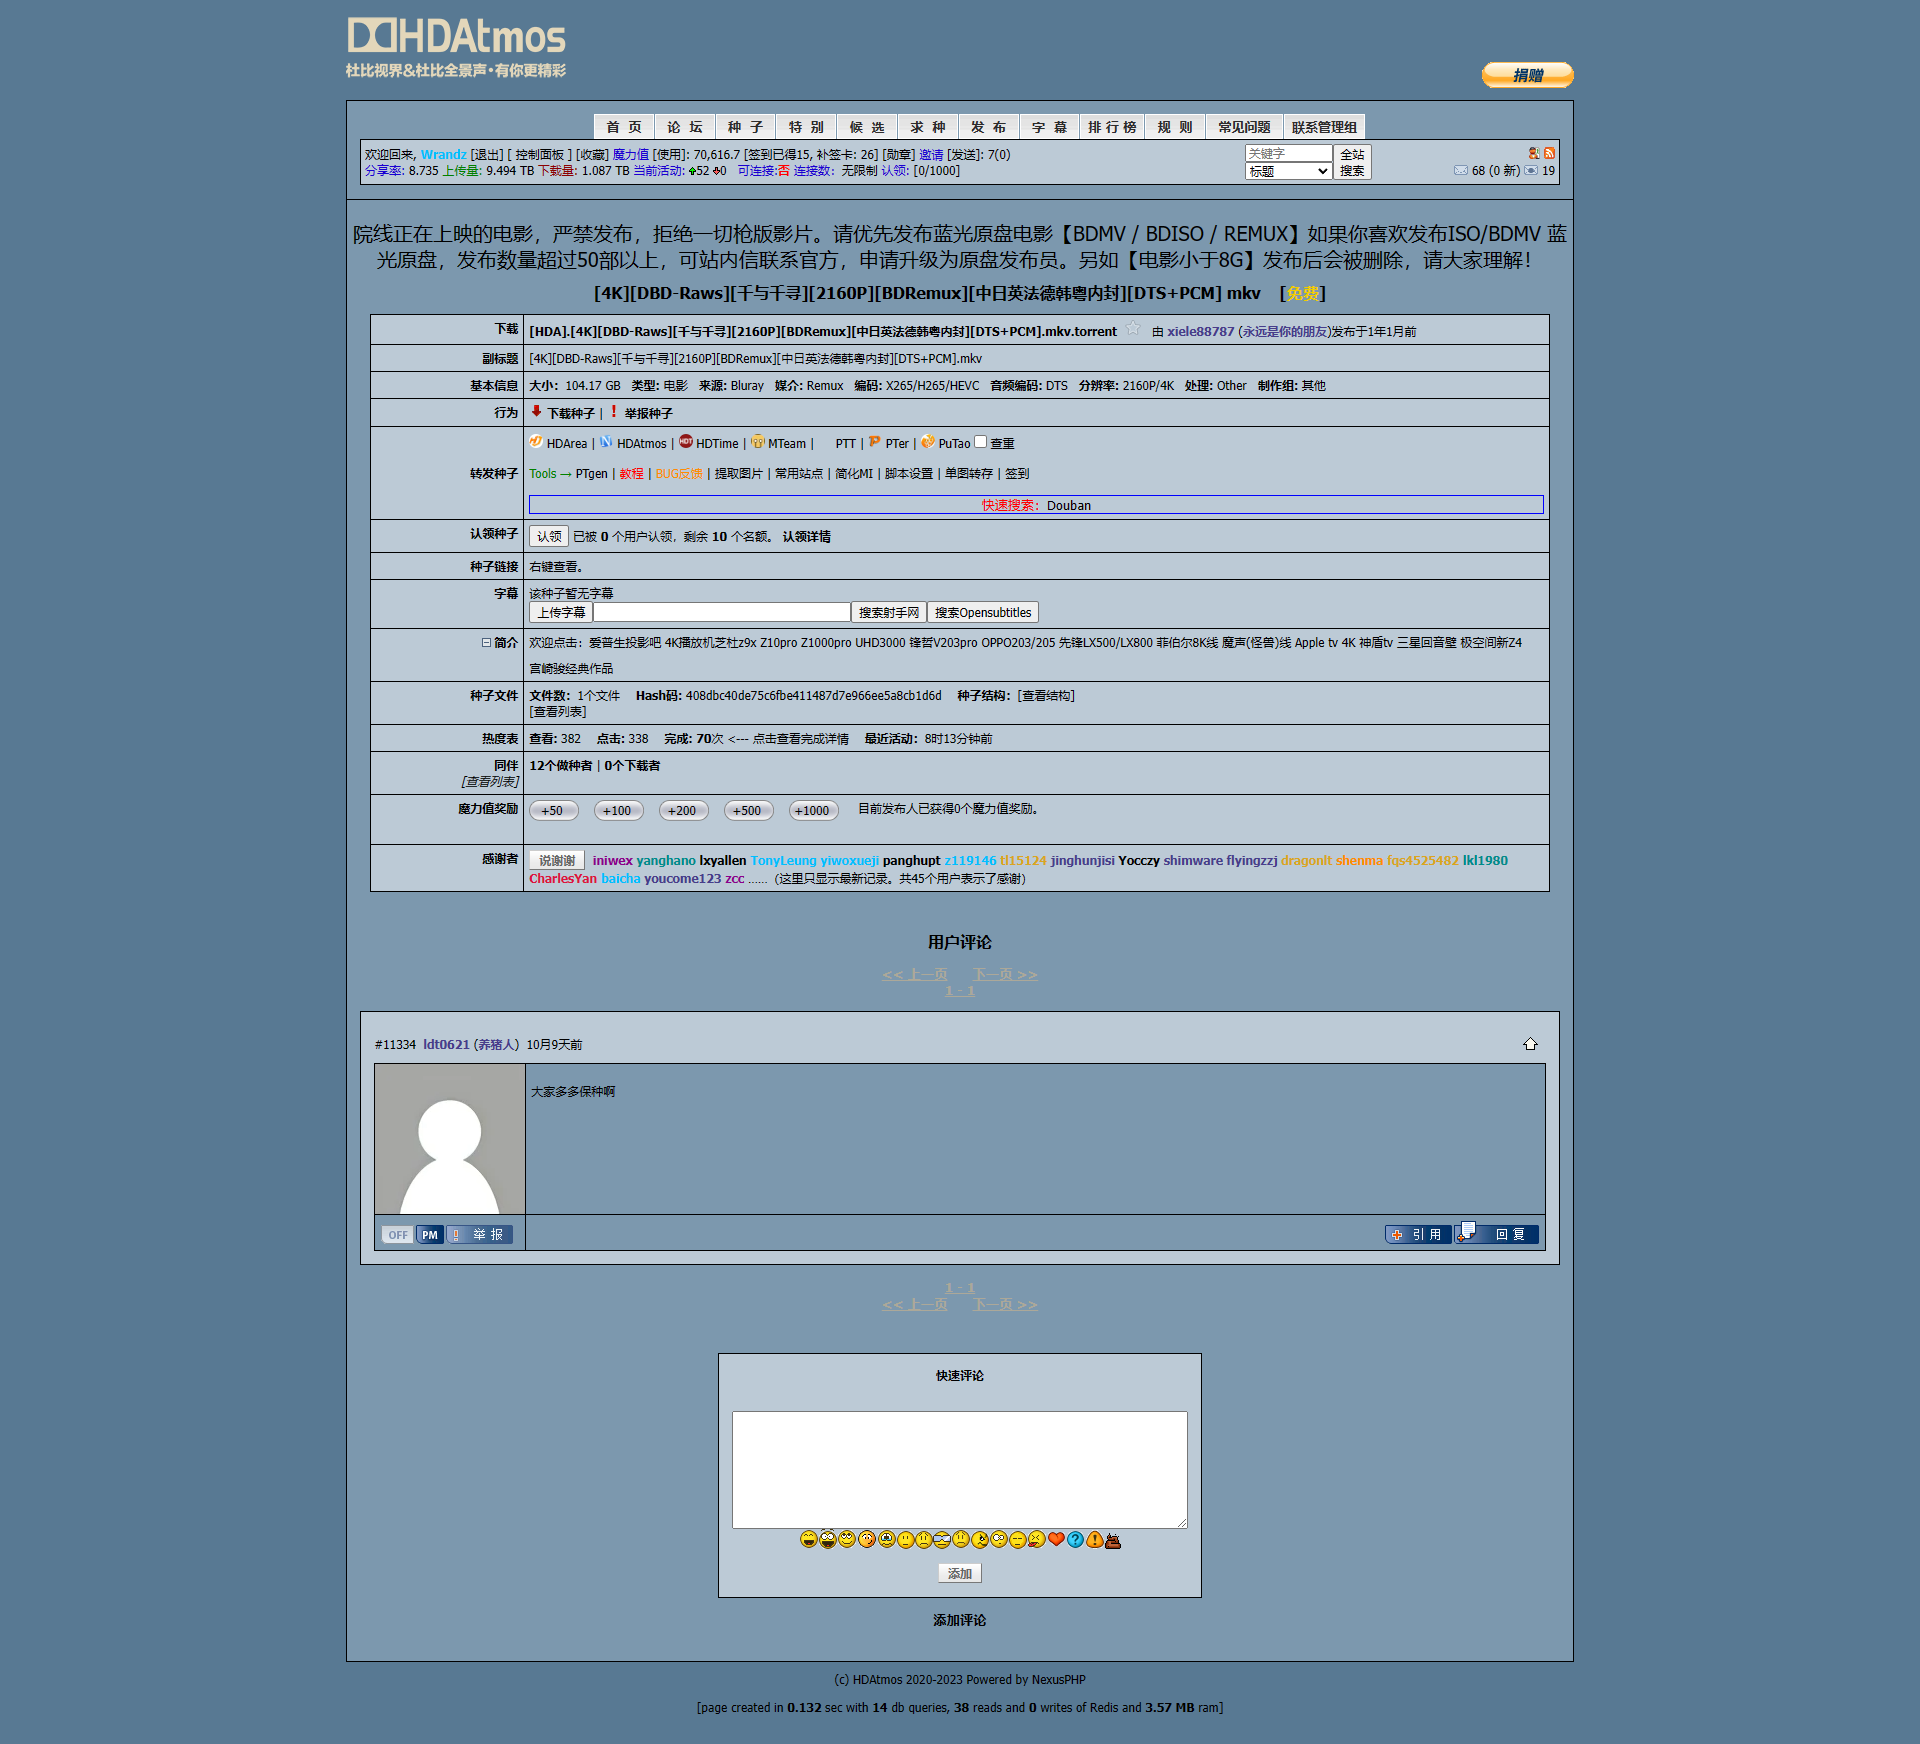 HDAtmos
杜比视界&杜比全景声·有你更精彩
捐赠
首 页 论 坛 种 子 特 别 候 选 求 种 发 布 字 幕 排 行 榜 规 则 常见问题 联系管理组
欢迎回来, Wrandz [退出] [ 控制面板 ] [收藏] 魔力值 [使用]: 70,616.7 [签到已得15, 补签卡: 26] [勋章] 邀请 [发送]: 7(0)
分享率: 8.735 上传量: 9.494 TB 下载量: 1.087 TB 当前活动: 52 0 可连接:否 连接数：无限制 认领: [0/1000]
关键字 全站
标题 搜索
68 (0 新) 19
院线正在上映的电影，严禁发布，拒绝一切枪版影片。请优先发布蓝光原盘电影【BDMV / BDISO / REMUX】如果你喜欢发布ISO/BDMV 蓝
光原盘，发布数量超过50部以上，可站内信联系官方，申请升级为原盘发布员。另如【电影小于8G】发布后会被删除，请大家理解！
[4K][DBD-Raws][千与千寻][2160P][BDRemux][中日英法德韩粤内封][DTS+PCM] mkv [免费]
下载 [HDA].[4K][DBD-Raws][千与千寻][2160P][BDRemux][中日英法德韩粤内封][DTS+PCM].mkv.torrent 由 xiele88787 (永远是你的朋友)发布于1年1月前
副标题 [4K][DBD-Raws][千与千寻][2160P][BDRemux][中日英法德韩粤内封][DTS+PCM].mkv
基本信息 大小：104.17 GB 类型: 电影 来源: Bluray 媒介: Remux 编码: X265/H265/HEVC 音频编码: DTS 分辨率: 2160P/4K 处理: Other 制作组: 其他
行为 下载种子 | 举报种子
HDArea | HDAtmos | HDTime | MTeam | PTT | PTer | PuTao 查重
转发种子 Tools → PTgen | 教程 | BUG反馈 | 提取图片 | 常用站点 | 简化MI | 脚本设置 | 单图转存 | 签到
快速搜索：Douban
认领种子 认领 已被 0 个用户认领，剩余 10 个名额。 认领详情
种子链接 右键查看。
字幕 该种子暂无字幕
上传字幕 搜索射手网 搜索Opensubtitles
简介 欢迎点击：爱普生投影吧 4K播放机芝杜z9x Z10pro Z1000pro UHD3000 锋哲V203pro OPPO203/205 先锋LX500/LX800 菲伯尔8K线 魔声(怪兽)线 Apple tv 4K 神盾tv 三星回音壁 极空间新Z4
宫崎骏经典作品
种子文件 文件数：1个文件 Hash码: 408dbc40de75c6fbe411487d7e966ee5a8cb1d6d 种子结构：[查看结构]
[查看列表]
热度表 查看: 382 点击: 338 完成: 70次 <--- 点击查看完成详情 最近活动：8时13分钟前
同伴 12个做种者 | 0个下载者
[查看列表]
魔力值奖励 +50 +100 +200 +500 +1000 目前发布人已获得0个魔力值奖励。
感谢者 说谢谢 iniwex yanghano lxyallen TonyLeung yiwoxueji panghupt z119146 tl15124 jinghunjisi Yocczy shimware flyingzzj dragonlt shenma fqs4525482 lkl1980
CharlesYan baicha youcome123 zcc ......（这里只显示最新记录。共45个用户表示了感谢）
用户评论
<< 上一页 下一页 >>
1 - 1
#11334 ldt0621 (养猪人) 10月9天前
大家多多保种啊
OFF PM 举 报 引 用 回 复
1 - 1
<< 上一页 下一页 >>
快速评论
添加
添加评论
(c) HDAtmos 2020-2023 Powered by NexusPHP
[page created in 0.132 sec with 14 db queries, 38 reads and 0 writes of Redis and 3.57 MB ram]